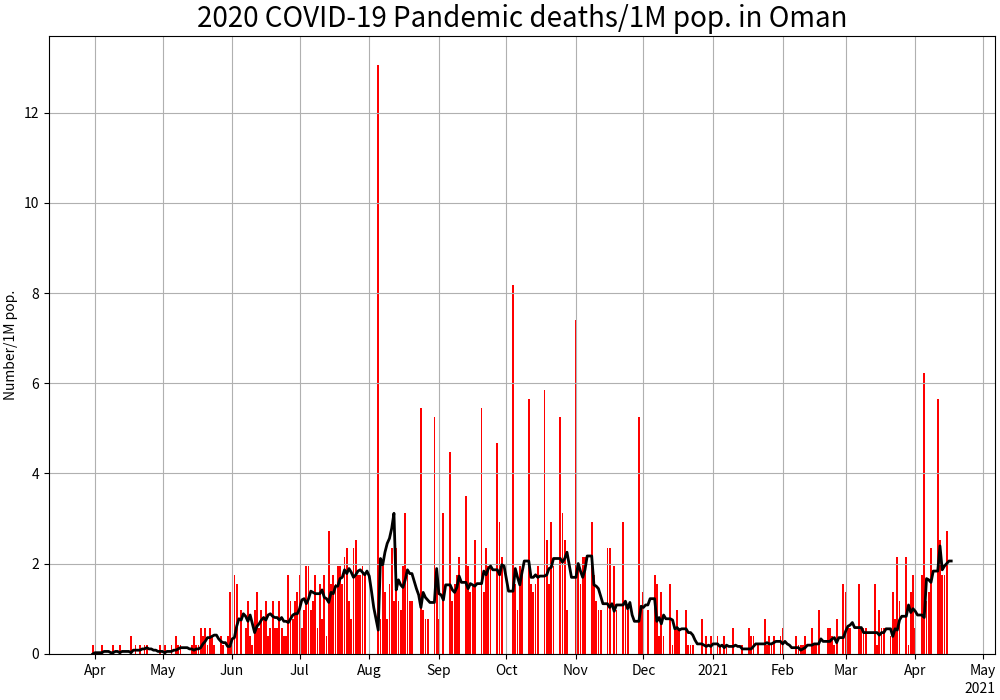 2020 COVID-19 Pandemic deaths/1M pop. in Oman
Number/1M pop.
12
10
8
6
4
2
0
Apr May Jun Jul Aug Sep Oct Nov Dec 2021 Feb Mar Apr May
2021